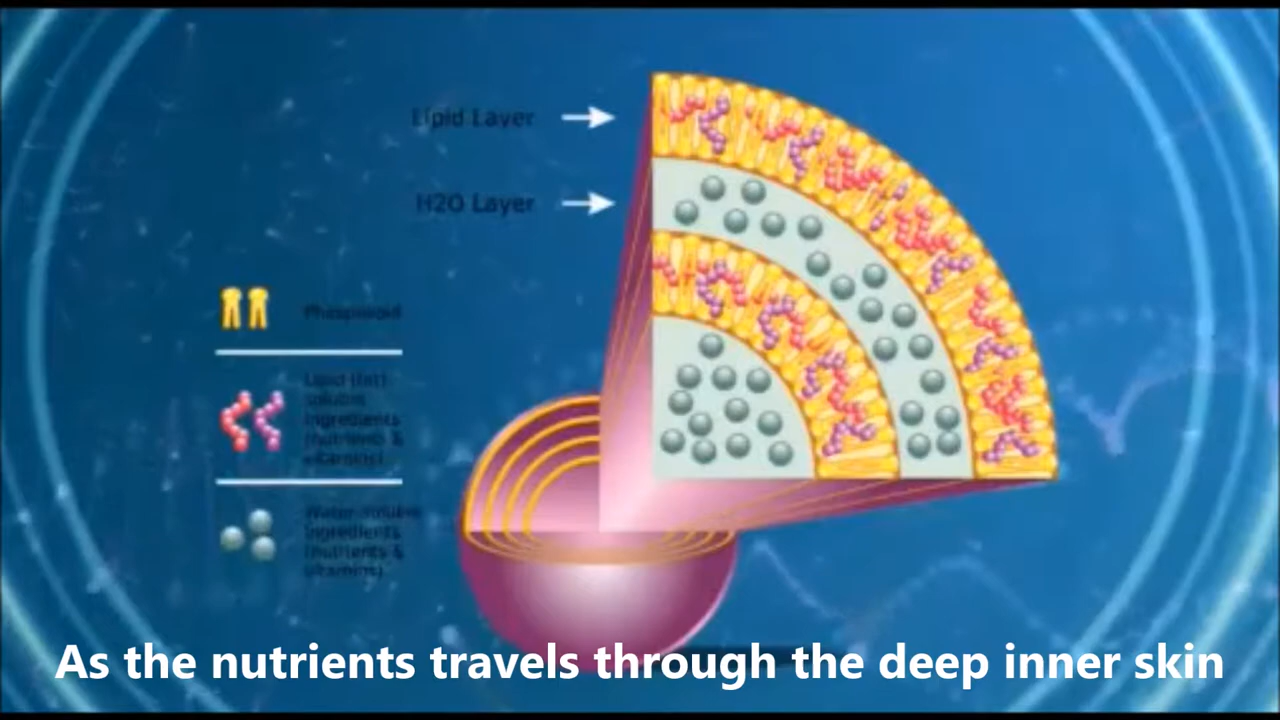 Lipid Layer
H2O Layer
Phospholipid
Lipid (fat)
soluble
ingredients
(nutrients &
vitamins)
Water-soluble
ingredients
(nutrients &
vitamins)
As the nutrients travels through the deep inner skin